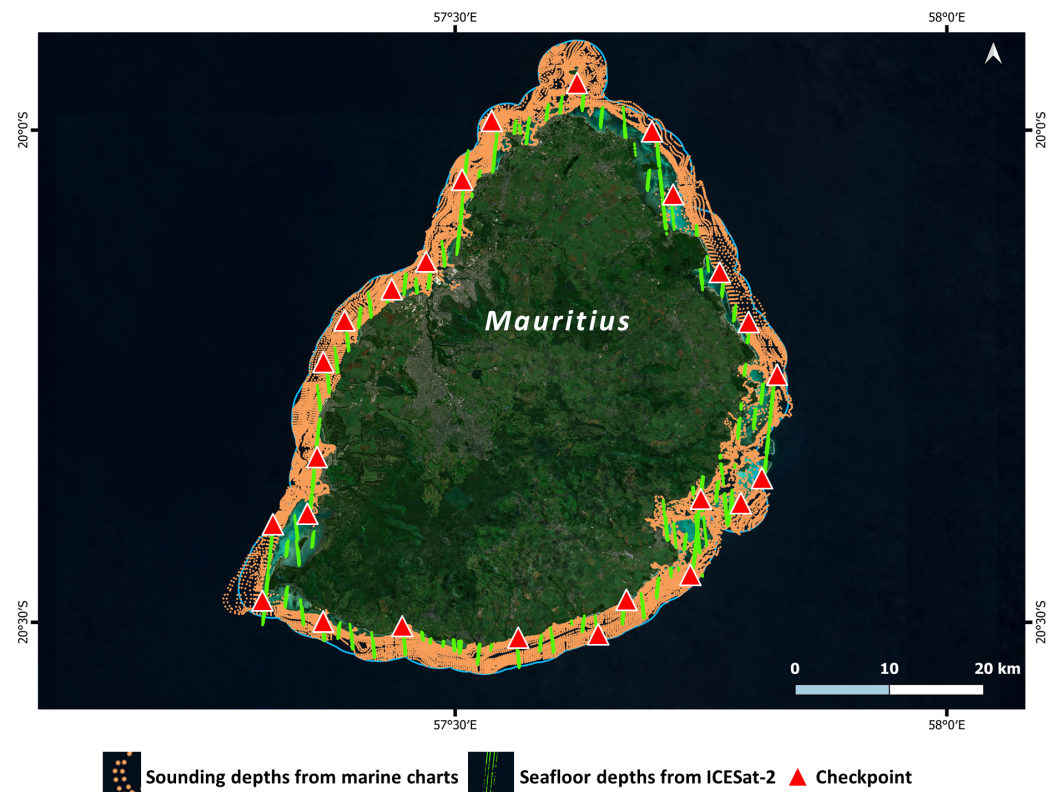 57°30′E 58°0′E
20°0′S 20°0′S
Mauritius
20°30′S 20°30′S
0 10 20 km
57°30′E 58°0′E
Sounding depths from marine charts Seafloor depths from ICESat-2 Checkpoint